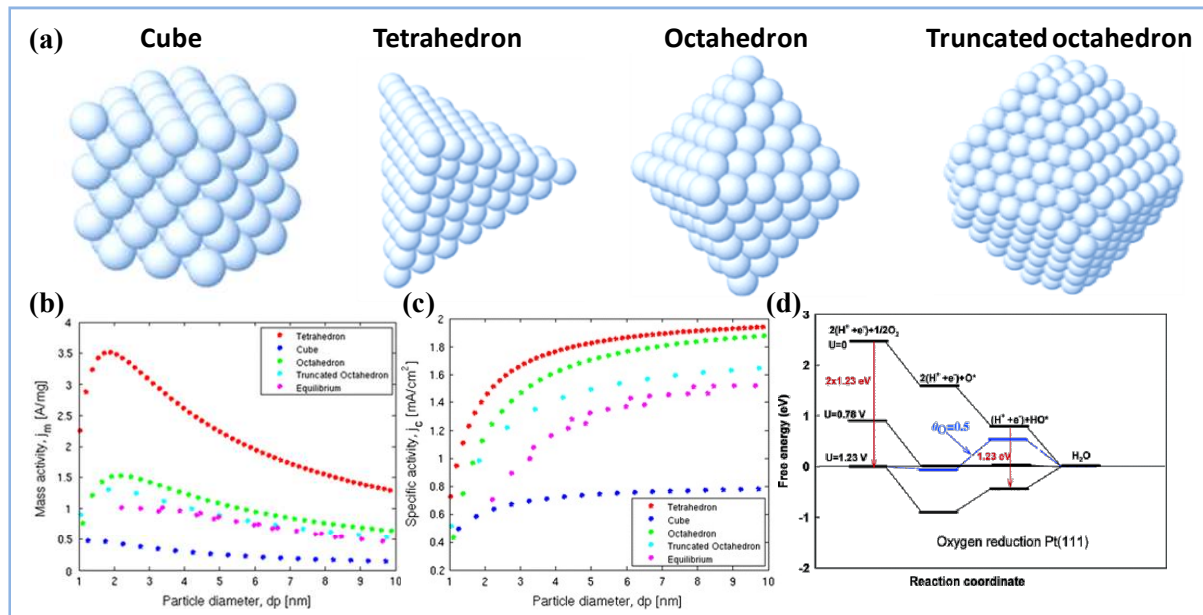 (a)
Cube
Tetrahedron
Octahedron
Truncated octahedron
(b)
4
3.5
3
2.5
2
1.5
1
0.5
0
Mass activity, jm [A/mg]
Tetrahedron
Cube
Octahedron
Truncated Octahedron
Equilibrium
1 2 3 4 5 6 7 8 9 10
Particle diameter, dp [nm]
(c)
2
1.8
1.6
1.4
1.2
1
0.8
0.6
0.4
0.2
Specific activity, jc [mA/cm2]
Tetrahedron
Cube
Octahedron
Truncated Octahedron
Equilibrium
1 2 3 4 5 6 7 8 9 10
Particle diameter, dp [nm]
(d)
3
2
1
0
-1
-2
Free energy (eV)
2(H+ +e-)+1/2O2
U=0
2x1.23 eV
2(H+ +e-)+O*
(H+ +e-)+HO*
U=0.78 V
θO=0.5
1.23 eV
H2O
U=1.23 V
Oxygen reduction Pt(111)
Reaction coordinate